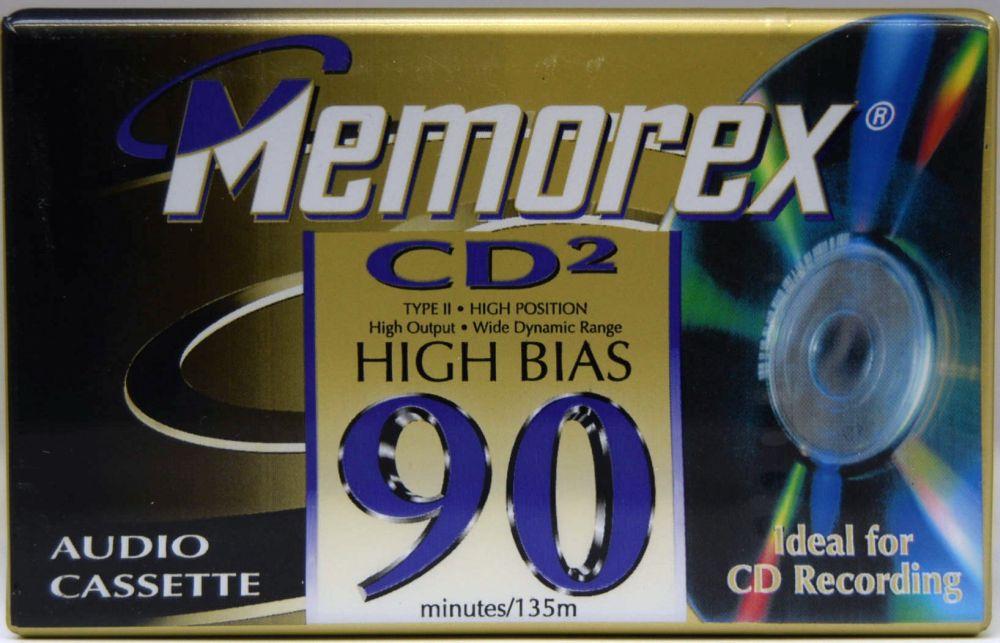 Memorex®
CD²
TYPE II • HIGH POSITION
High Output • Wide Dynamic Range
HIGH BIAS
90
minutes/135m
AUDIO
CASSETTE
Ideal for
CD Recording